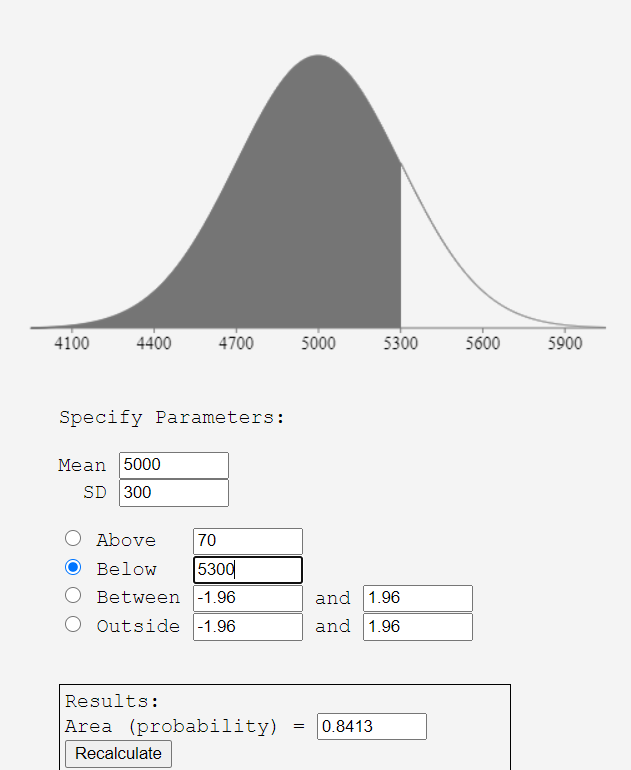 4100 4400 4700 5000 5300 5600 5900
Specify Parameters:
Mean 5000
SD 300
Above 70
Below 5300
Between -1.96 and 1.96
Outside -1.96 and 1.96
Results:
Area (probability) = 0.8413
Recalculate